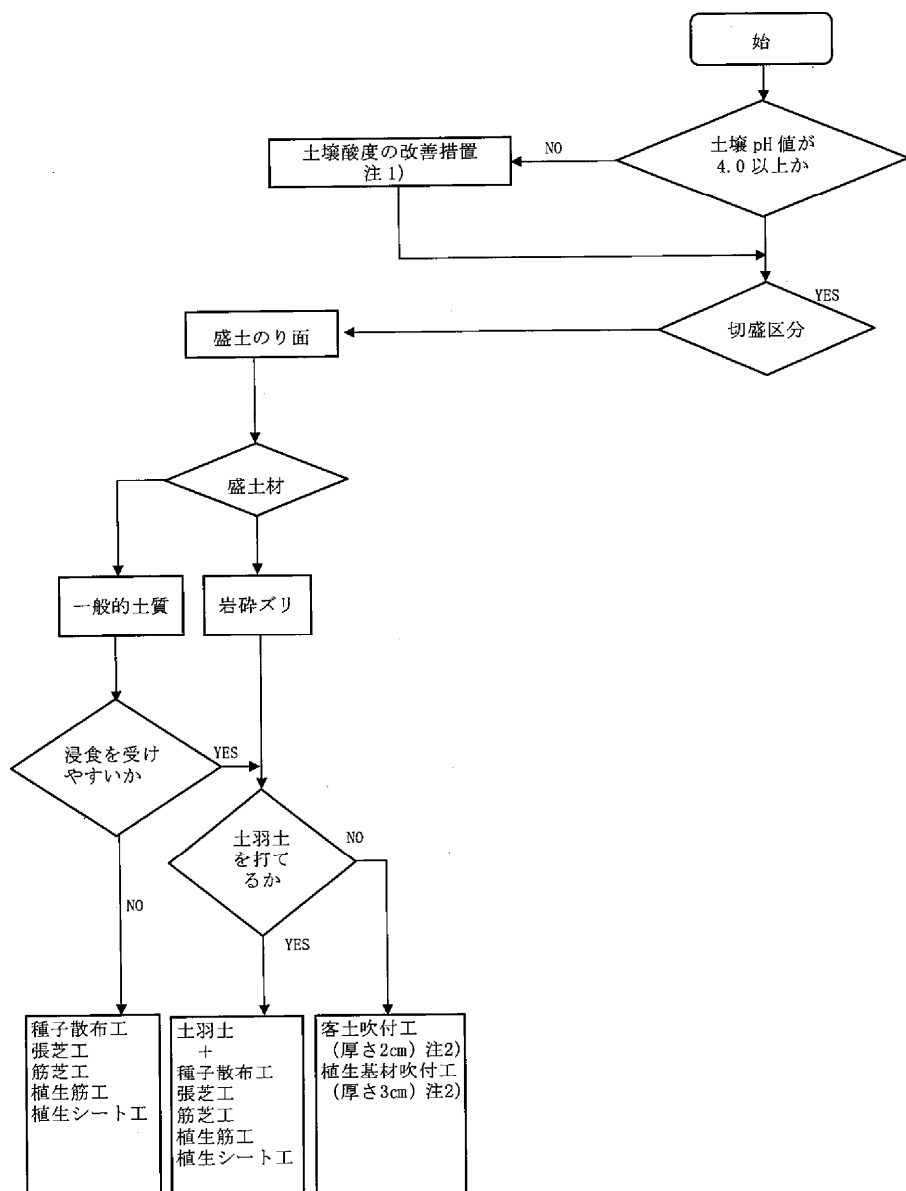 始
土壌 pH 値が
4.0 以上か
NO
土壌酸度の改善措置
注 1)
YES
切盛区分
盛土のり面
盛土材
一般的土質
岩砕ズリ
浸食を受け
やすいか
YES
土羽土
を打て
るか
NO
NO
YES
種子散布工
張芝工
筋芝工
植生筋工
植生シート工
土羽土
+
種子散布工
張芝工
筋芝工
植生筋工
植生シート工
客土吹付工
(厚さ2cm) 注2)
植生基材吹付工
(厚さ3cm) 注2)